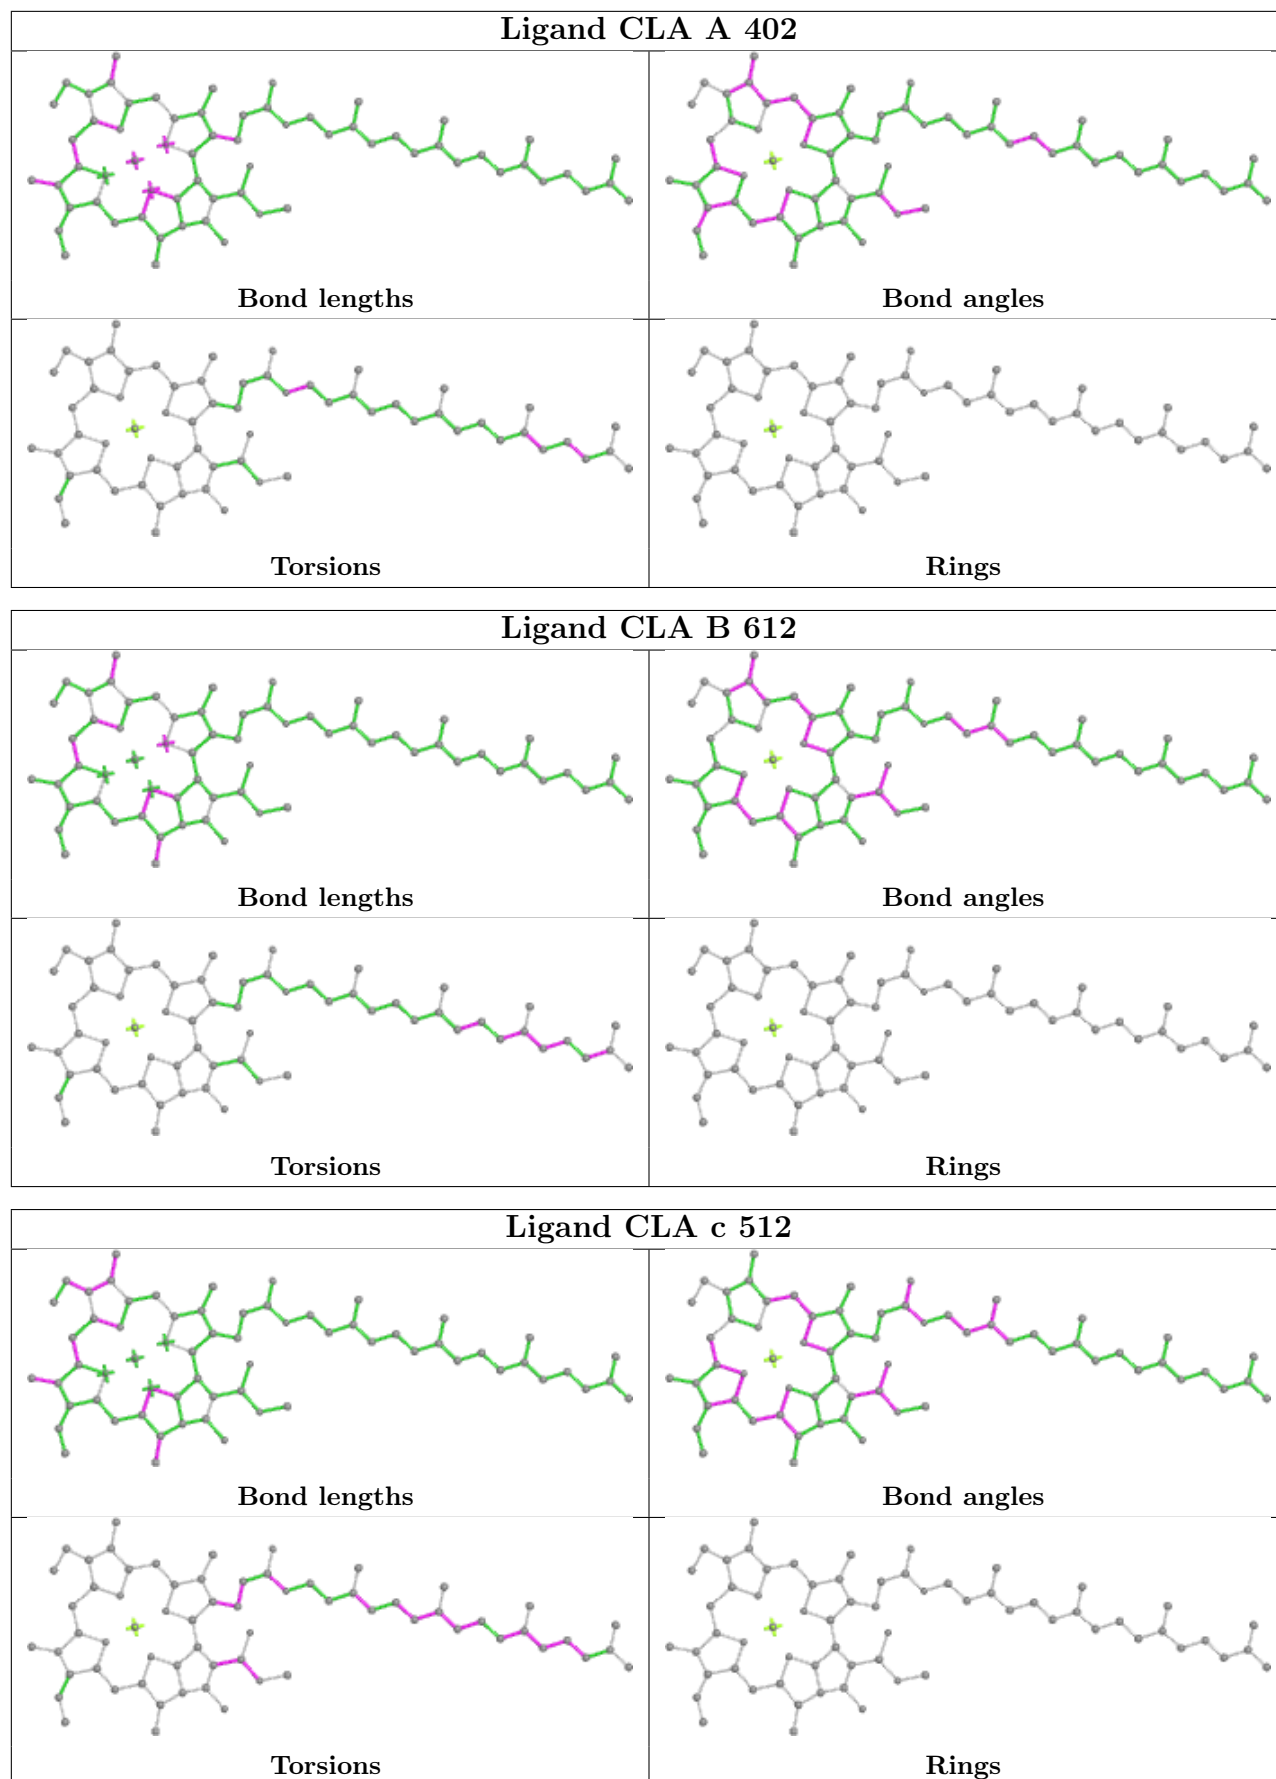 Ligand CLA A 402
Bond lengths
Bond angles
Torsions
Rings
Ligand CLA B 612
Bond lengths
Bond angles
Torsions
Rings
Ligand CLA c 512
Bond lengths
Bond angles
Torsions
Rings